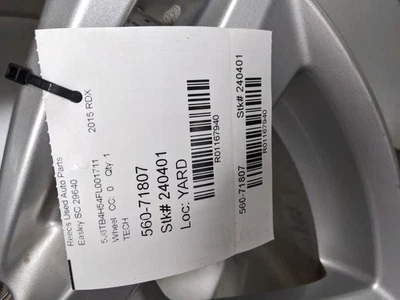 Reec's Used Auto Parts
Easley SC 29640
2015 RDX
5J8TB4H54FL001711
Wheel CC: 0 Qty 1
TECH
560-71807
Stk# 240401
Loc: YARD
R01167940
560-71807
Stk# 240401
R01167940